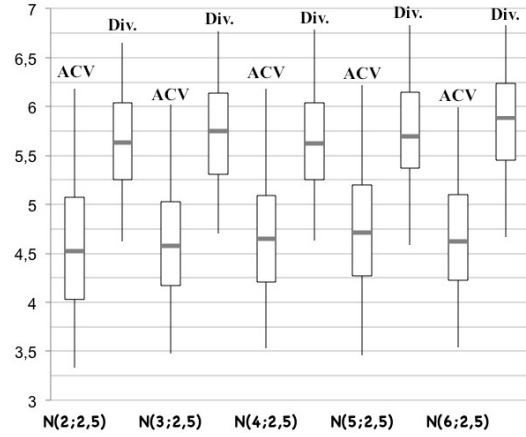 7
6,5
6
5,5
5
4,5
4
3,5
3
ACV
Div.
ACV
Div.
ACV
Div.
ACV
Div.
ACV
Div.
N(2;2,5) N(3;2,5) N(4;2,5) N(5;2,5) N(6;2,5)